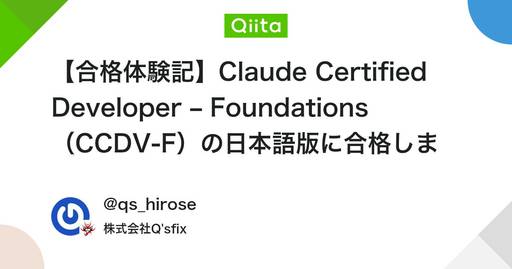 Qiita
【合格体験記】Claude Certified
Developer – Foundations
（CCDV-F）の日本語版に合格しま
@qs_hirose
株式会社Q'sfix